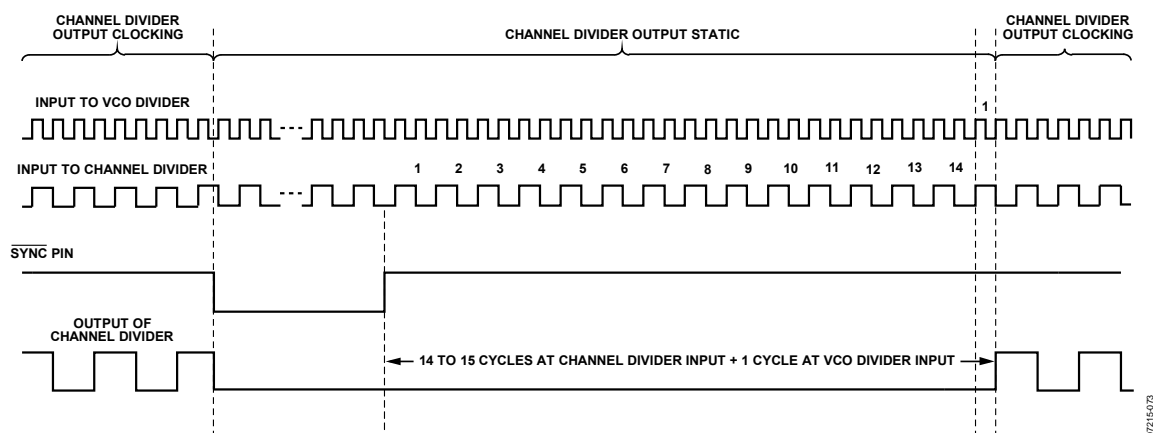 CHANNEL DIVIDER
OUTPUT CLOCKING
CHANNEL DIVIDER OUTPUT STATIC
CHANNEL DIVIDER
OUTPUT CLOCKING
INPUT TO VCO DIVIDER
1
INPUT TO CHANNEL DIVIDER
1 2 3 4 5 6 7 8 9 10 11 12 13 14
SYNC PIN
OUTPUT OF
CHANNEL DIVIDER
14 TO 15 CYCLES AT CHANNEL DIVIDER INPUT + 1 CYCLE AT VCO DIVIDER INPUT
07215-073